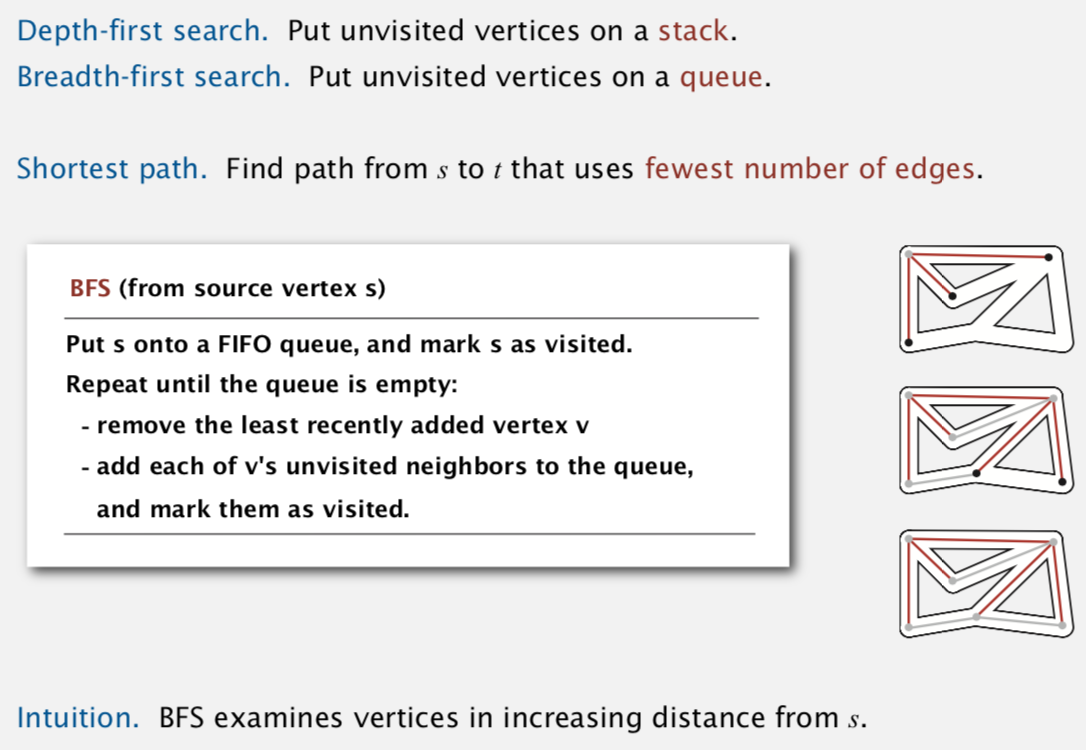 Depth-first search. Put unvisited vertices on a stack.
Breadth-first search. Put unvisited vertices on a queue.
Shortest path. Find path from s to t that uses fewest number of edges.
BFS (from source vertex s)
Put s onto a FIFO queue, and mark s as visited.
Repeat until the queue is empty:
- remove the least recently added vertex v
- add each of v's unvisited neighbors to the queue,
and mark them as visited.
Intuition. BFS examines vertices in increasing distance from s.